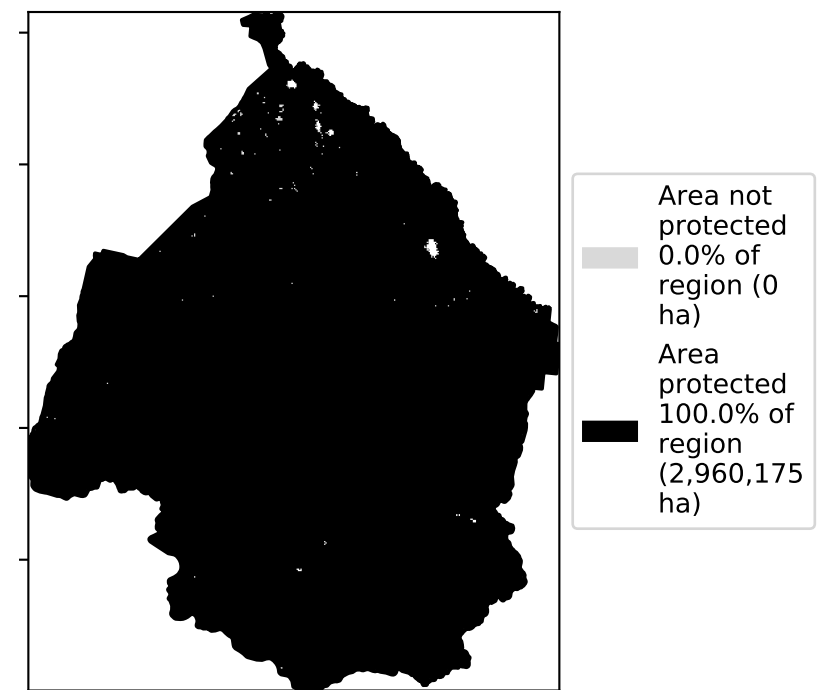 Area not
protected
0.0% of
region (0
ha)
Area
protected
100.0% of
region
(2,960,175
ha)